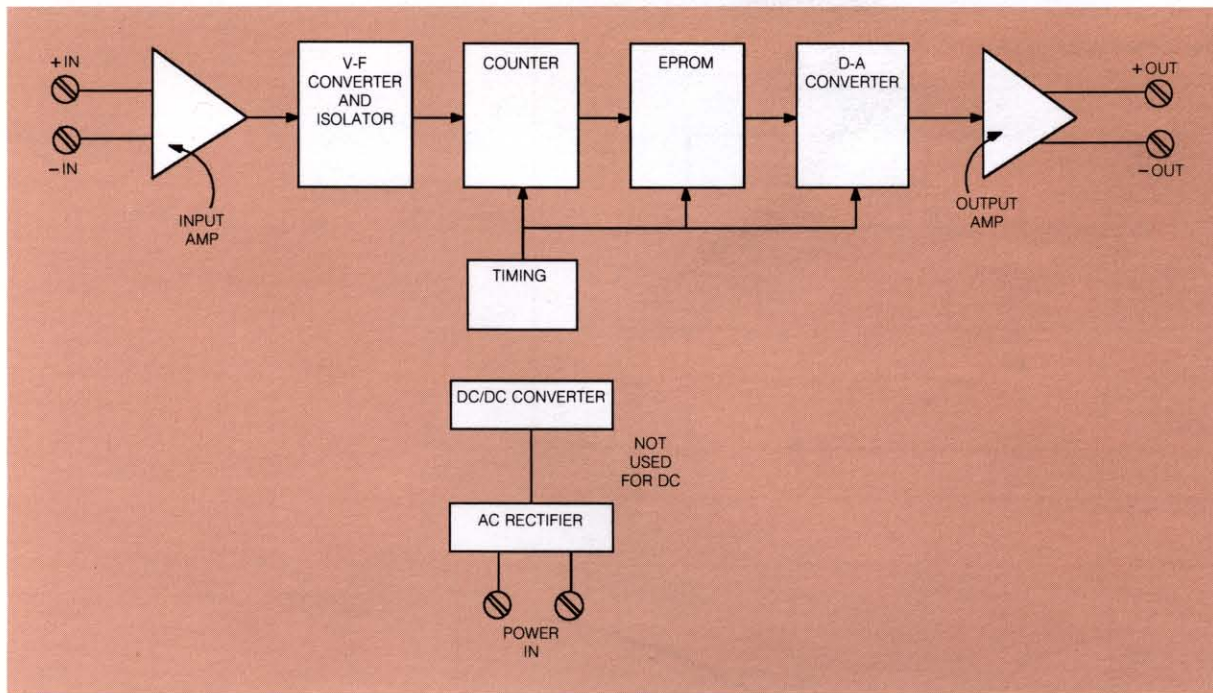 + IN
− IN
INPUT
AMP
V-F
CONVERTER
AND
ISOLATOR
COUNTER
EPROM
D-A
CONVERTER
+ OUT
− OUT
OUTPUT
AMP
TIMING
DC/DC CONVERTER
NOT
USED
FOR DC
AC RECTIFIER
POWER
IN